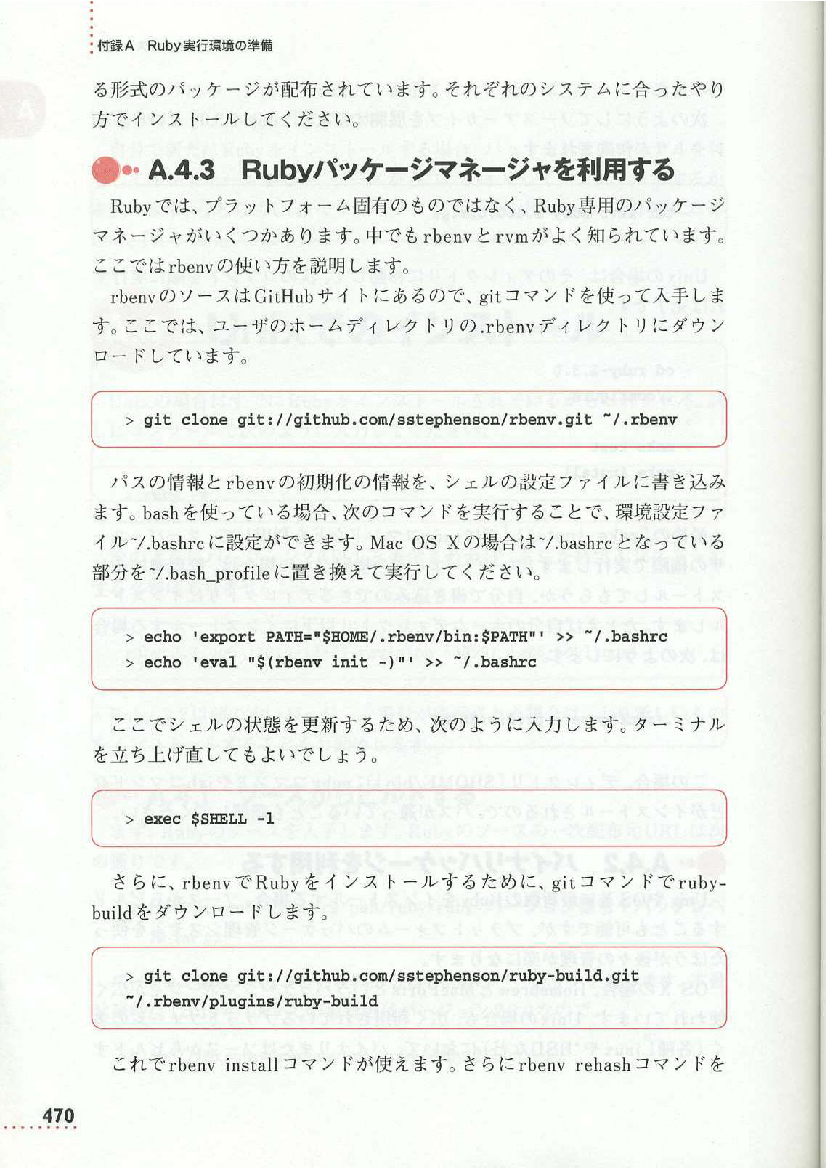 付録A Ruby実行環境の準備
る形式のパッケージが配布されています。それぞれのシステムに合ったやり
方でインストールしてください。
A.4.3 Rubyパッケージマネージャを利用する
Rubyでは、プラットフォーム固有のものではなく、Ruby専用のパッケージ
マネージャがいくつかあります。中でもrbenvとrvmがよく知られています。
ここではrbenvの使い方を説明します。
rbenvのソースはGitHubサイトにあるので、gitコマンドを使って入手しま
す。ここでは、ユーザのホームディレクトリの.rbenvディレクトリにダウン
ロードしています。
> git clone git://github.com/sstephenson/rbenv.git ~/.rbenv
パスの情報とrbenvの初期化の情報を、シェルの設定ファイルに書き込み
ます。bashを使っている場合、次のコマンドを実行することで、環境設定ファ
イル~/.bashrcに設定ができます。Mac OS Xの場合は~/.bashrcとなっている
部分を~/.bash_profileに置き換えて実行してください。
> echo 'export PATH="$HOME/.rbenv/bin:$PATH"' >> ~/.bashrc
> echo 'eval "$(rbenv init -)"' >> ~/.bashrc
ここでシェルの状態を更新するため、次のように入力します。ターミナル
を立ち上げ直してもよいでしょう。
> exec $SHELL -l
さらに、rbenvでRubyをインストールするために、gitコマンドでruby-
buildをダウンロードします。
> git clone git://github.com/sstephenson/ruby-build.git
~/.rbenv/plugins/ruby-build
これでrbenv installコマンドが使えます。さらにrbenv rehashコマンドを
470